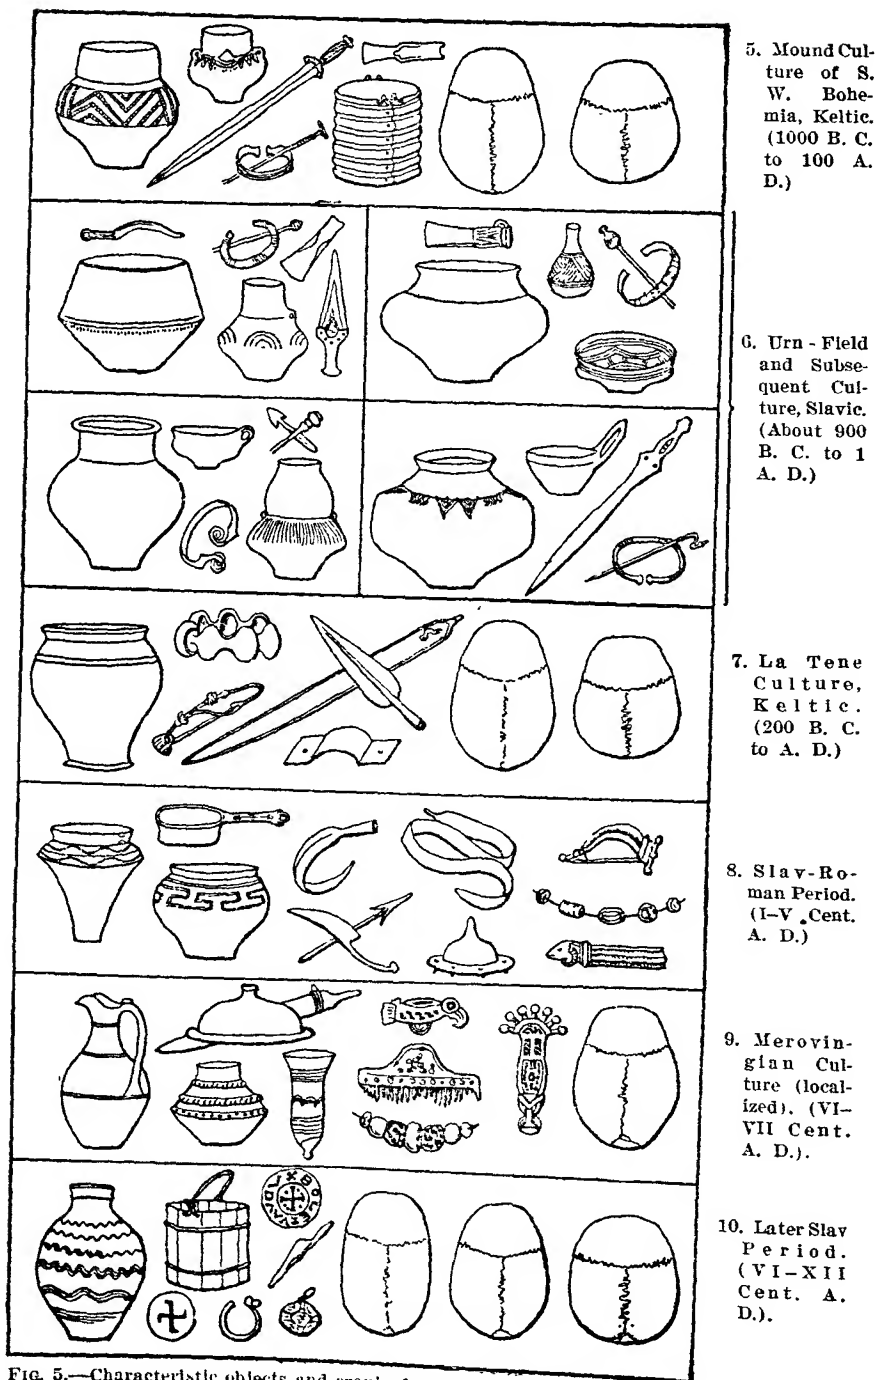 5. Mound Cul-
ture of S.
W. Bohe-
mia, Keltic.
(1000 B. C.
to 100 A.
D.)
6. Urn - Field
and Subse-
quent Cul-
ture, Slavic.
(About 900
B. C. to 1
A. D.)
7. La Tene
Culture,
Keltic.
(200 B. C.
to A. D.)
8. Slav-Ro-
man Period.
(I–V Cent.
A. D.)
9. Merovin-
gian Cul-
ture (local-
ized). (VI–
VII Cent.
A. D.).
10. Later Slav
Period.
(VI–XII
Cent. A.
D.).
FIG. 5.—Characteristic objects and